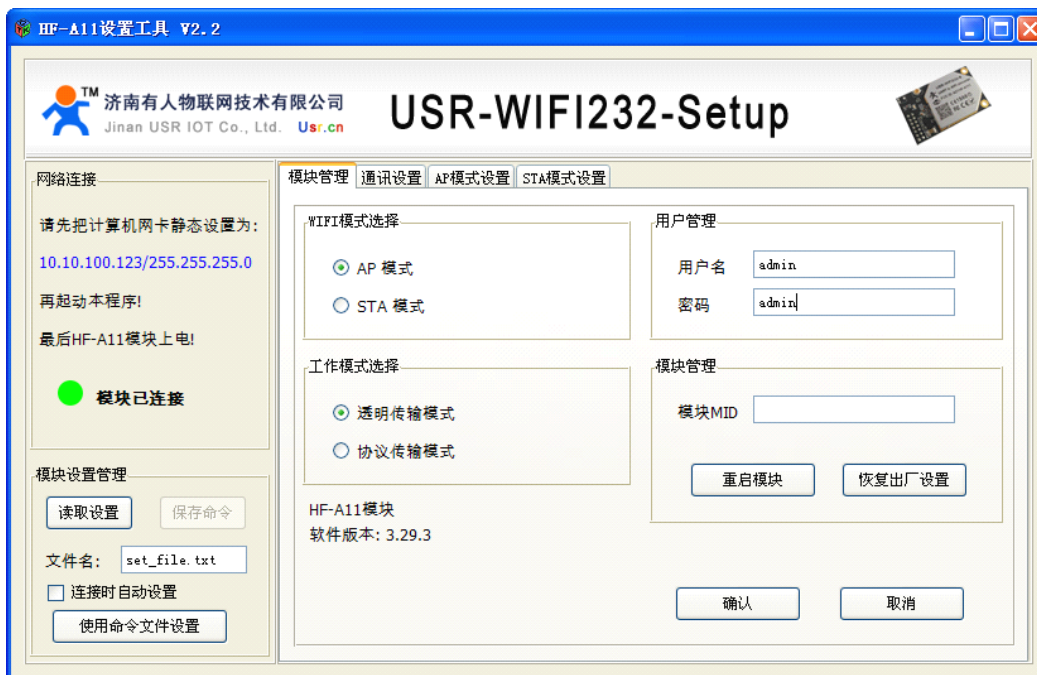 HF-A11设置工具 V2.2
TM
济南有人物联网技术有限公司
Jinan USR IOT Co., Ltd. Usr.cn
USR-WIFI232-Setup
网络连接
请先把计算机网卡静态设置为:
10.10.100.123/255.255.255.0
再起动本程序!
最后HF-A11模块上电!
模块已连接
模块设置管理
读取设置 保存命令
文件名: set_file.txt
连接时自动设置
使用命令文件设置
模块管理 通讯设置 AP模式设置 STA模式设置
WIFI模式选择
AP 模式
STA 模式
用户管理
用户名 admin
密码 admin
工作模式选择
透明传输模式
协议传输模式
模块管理
模块MID
重启模块 恢复出厂设置
HF-A11模块
软件版本: 3.29.3
确认 取消